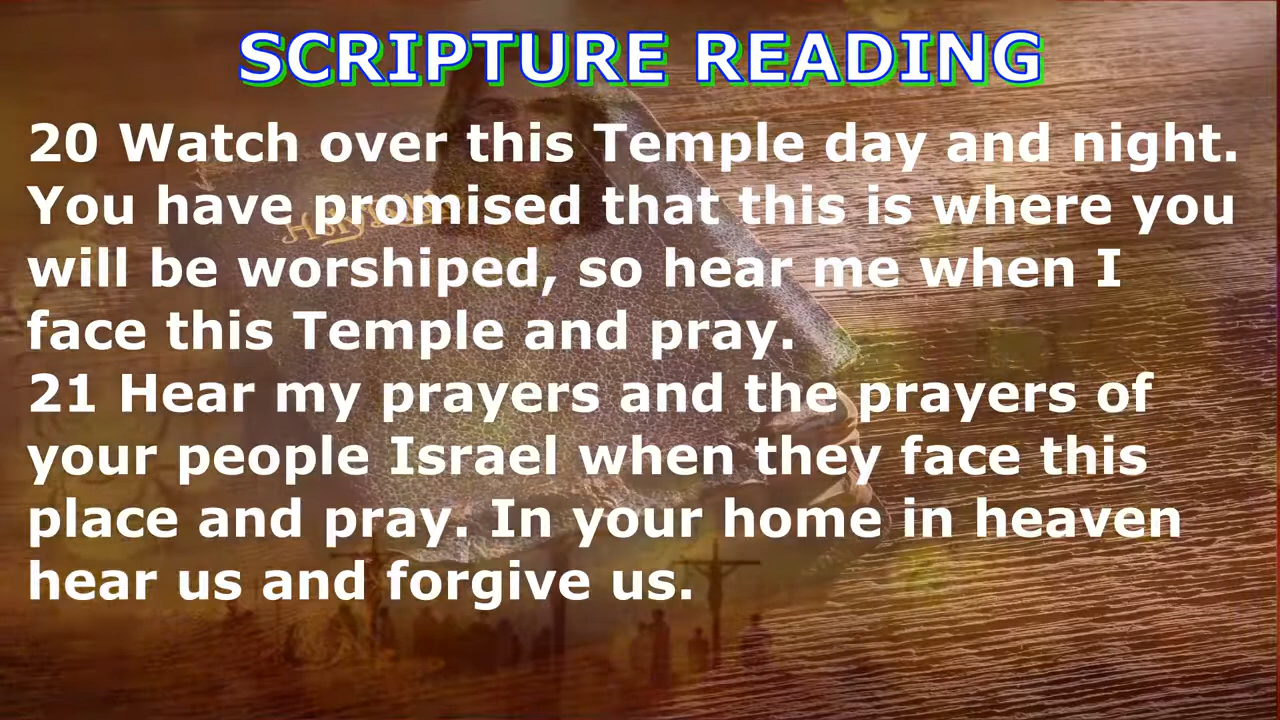 SCRIPTURE READING
20 Watch over this Temple day and night.
You have promised that this is where you
will be worshiped, so hear me when I
face this Temple and pray.
21 Hear my prayers and the prayers of
your people Israel when they face this
place and pray. In your home in heaven
hear us and forgive us.
Holy